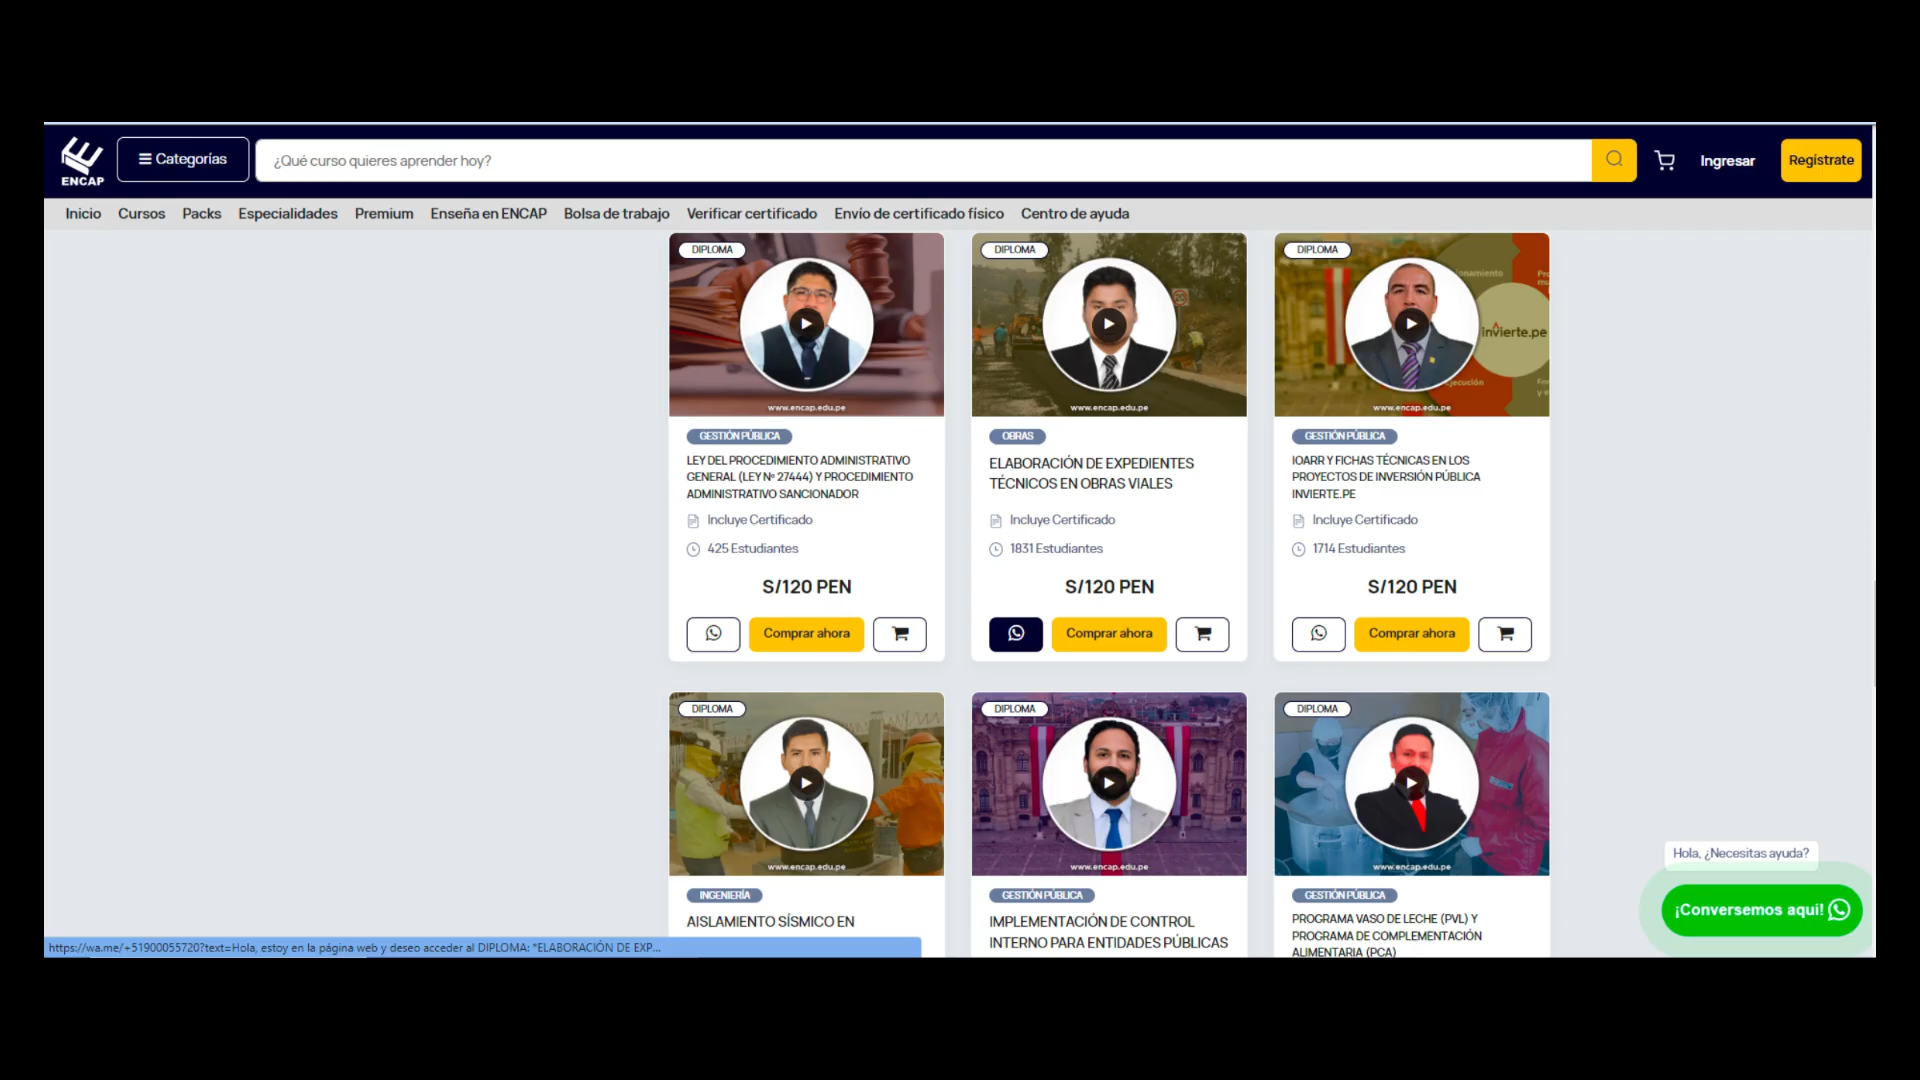 ENCAP
Categorías
¿Qué curso quieres aprender hoy?
Ingresar
Regístrate
Inicio Cursos Packs Especialidades Premium Enseña en ENCAP Bolsa de trabajo Verificar certificado Envío de certificado físico Centro de ayuda
DIPLOMA
www.encap.edu.pe
GESTIÓN PÚBLICA
LEY DEL PROCEDIMIENTO ADMINISTRATIVO
GENERAL (LEY Nº 27444) Y PROCEDIMIENTO
ADMINISTRATIVO SANCIONADOR
Incluye Certificado
425 Estudiantes
S/120 PEN
Comprar ahora
DIPLOMA
www.encap.edu.pe
OBRAS
ELABORACIÓN DE EXPEDIENTES
TÉCNICOS EN OBRAS VIALES
Incluye Certificado
1831 Estudiantes
S/120 PEN
Comprar ahora
DIPLOMA
invierte.pe
www.encap.edu.pe
GESTIÓN PÚBLICA
IOARR Y FICHAS TÉCNICAS EN LOS
PROYECTOS DE INVERSIÓN PÚBLICA
INVIERTE.PE
Incluye Certificado
1714 Estudiantes
S/120 PEN
Comprar ahora
DIPLOMA
www.encap.edu.pe
INGENIERÍA
AISLAMIENTO SÍSMICO EN
DIPLOMA
www.encap.edu.pe
GESTIÓN PÚBLICA
IMPLEMENTACIÓN DE CONTROL
INTERNO PARA ENTIDADES PÚBLICAS
DIPLOMA
www.encap.edu.pe
GESTIÓN PÚBLICA
PROGRAMA VASO DE LECHE (PVL) Y
PROGRAMA DE COMPLEMENTACIÓN
ALIMENTARIA (PCA)
Hola, ¿Necesitas ayuda?
¡Conversemos aquí!
https://wa.me/+51900055720?text=Hola, estoy en la página web y deseo acceder al DIPLOMA: *ELABORACIÓN DE EXP...